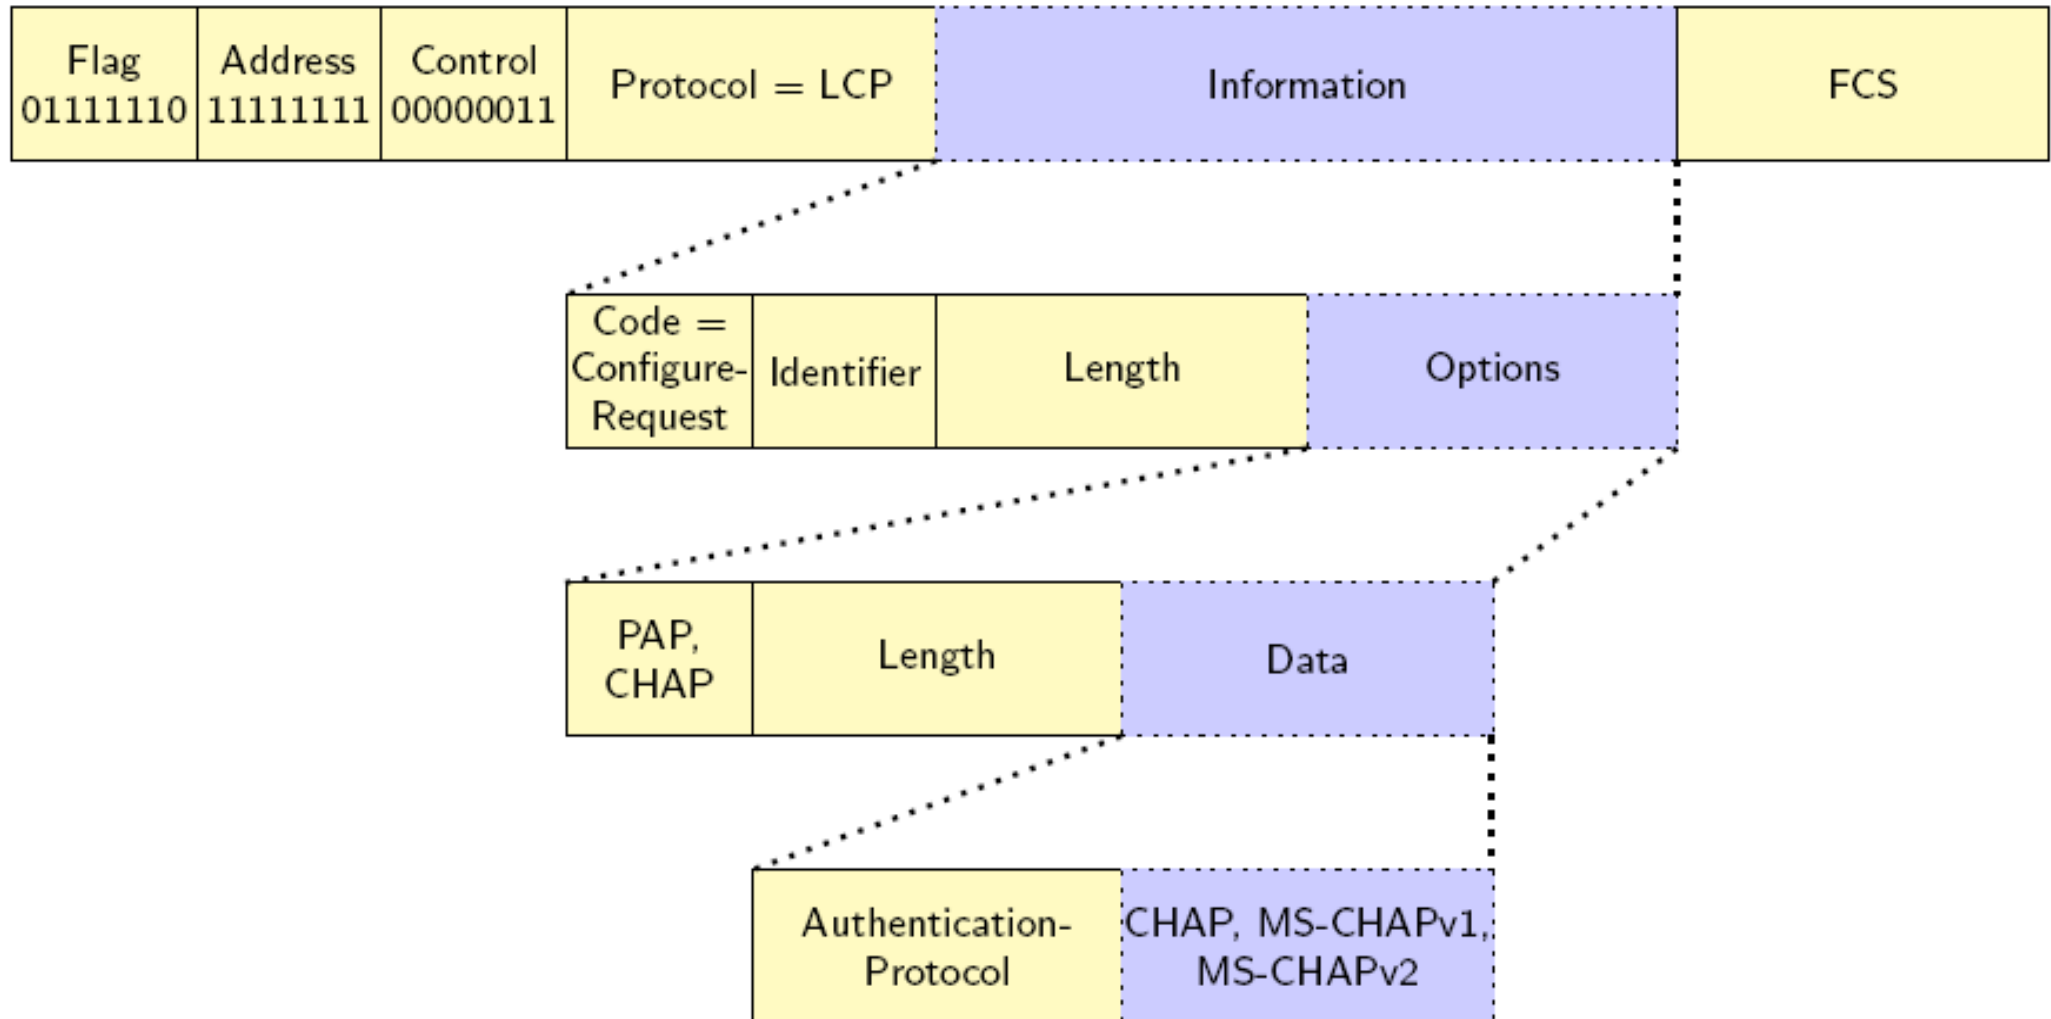 Flag
01111110
Address
11111111
Control
00000011
Protocol = LCP
Information
FCS
Code =
Configure-
Request
Identifier
Length
Options
PAP,
CHAP
Length
Data
Authentication-
Protocol
CHAP, MS-CHAPv1,
MS-CHAPv2